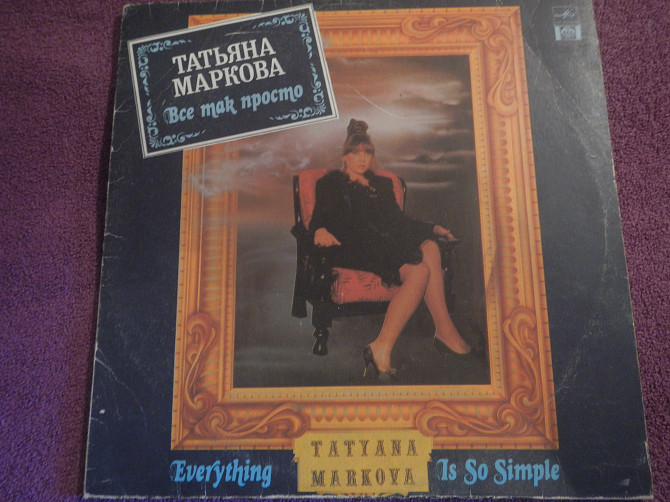 ТАТЬЯНА
МАРКОВА
Все так просто
TATYANA
MARKOVA
Everything Is So Simple